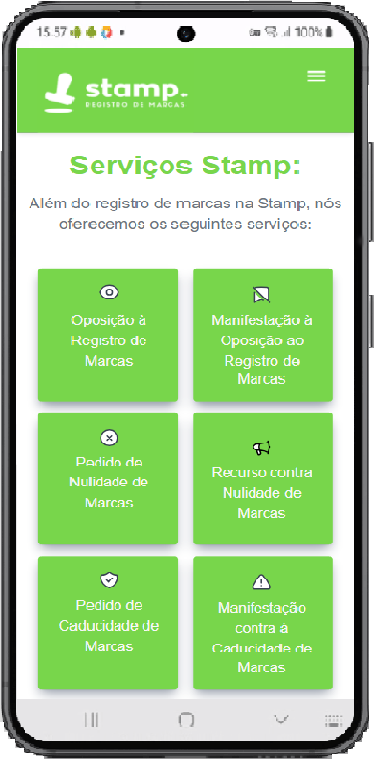 15:57
100%
stamp.
REGISTRO DE MARCAS
Serviços Stamp:
Além do registro de marcas na Stamp, nós
oferecemos os seguintes serviços:
Oposição à
Registro de
Marcas
Manifestação à
Oposição ao
Registro de
Marcas
Pedido de
Nulidade de
Marcas
Recurso contra
Nulidade de
Marcas
Pedido de
Caducidade de
Marcas
Manifestação
contra à
Caducidade de
Marcas